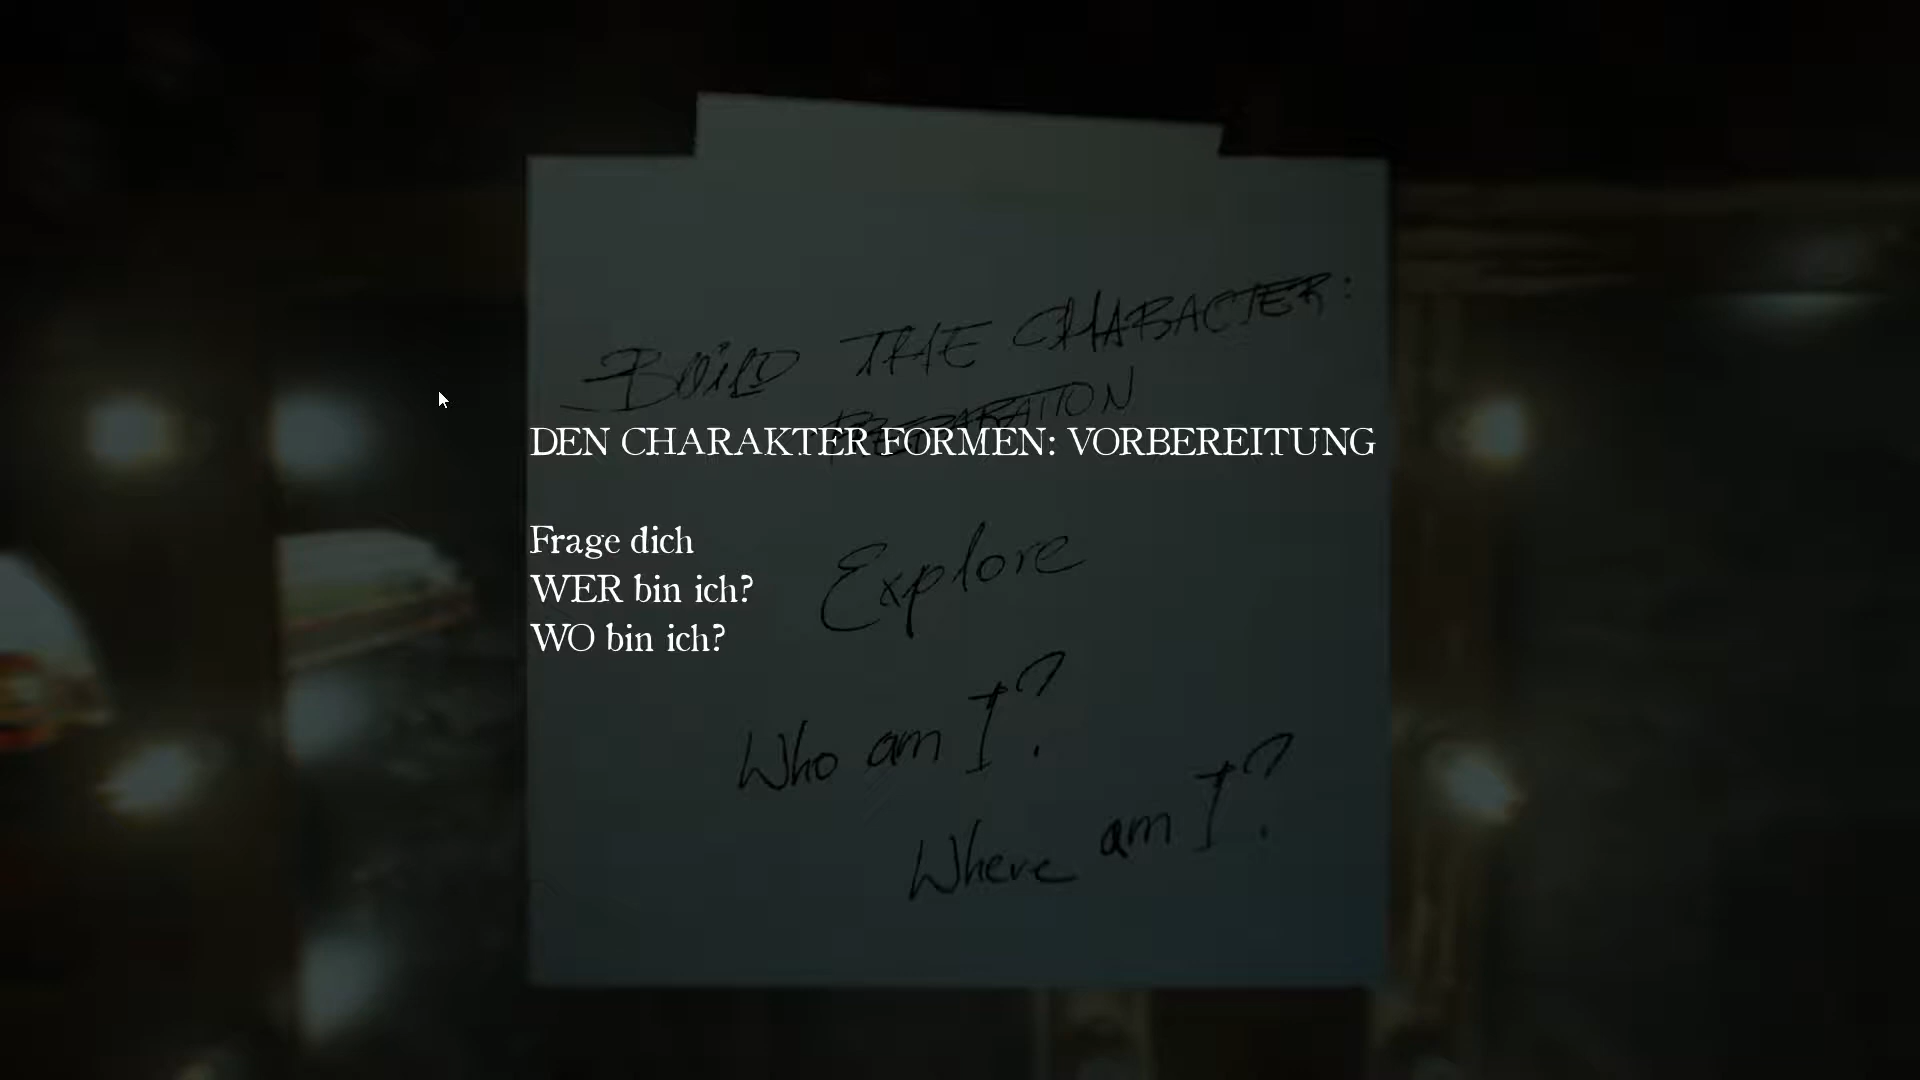 BUILD THE CHARACTER:
PREPARATION
DEN CHARAKTER FORMEN: VORBEREITUNG
Frage dich
Explore
WER bin ich?
WO bin ich?
Who am I?
Where am I?